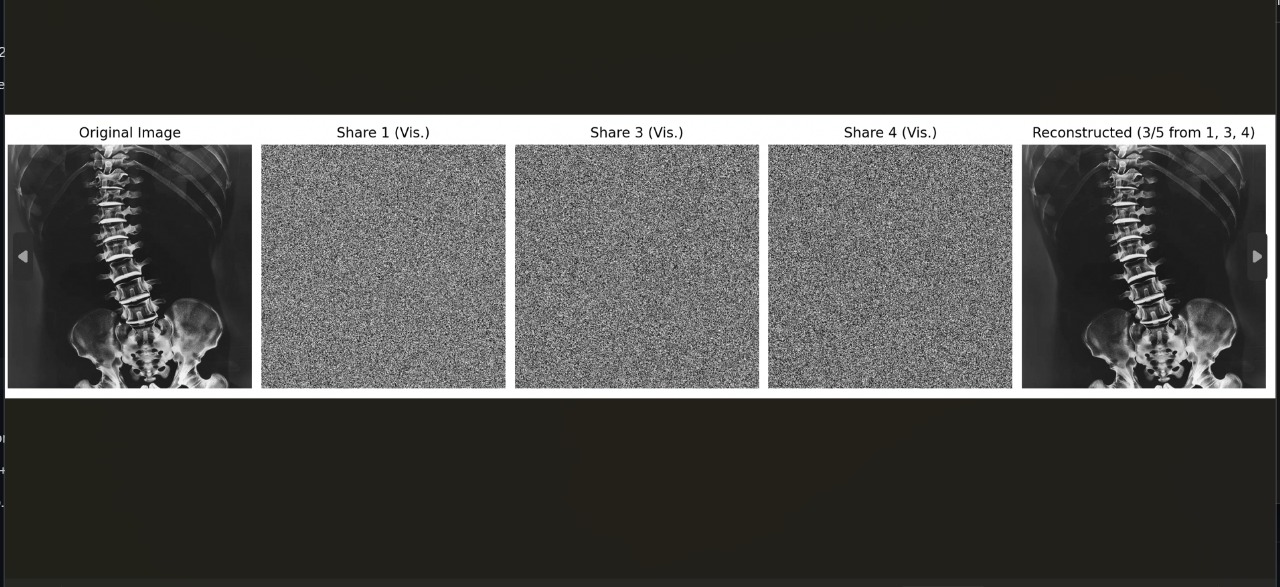 Original Image
Share 1 (Vis.)
Share 3 (Vis.)
Share 4 (Vis.)
Reconstructed (3/5 from 1, 3, 4)